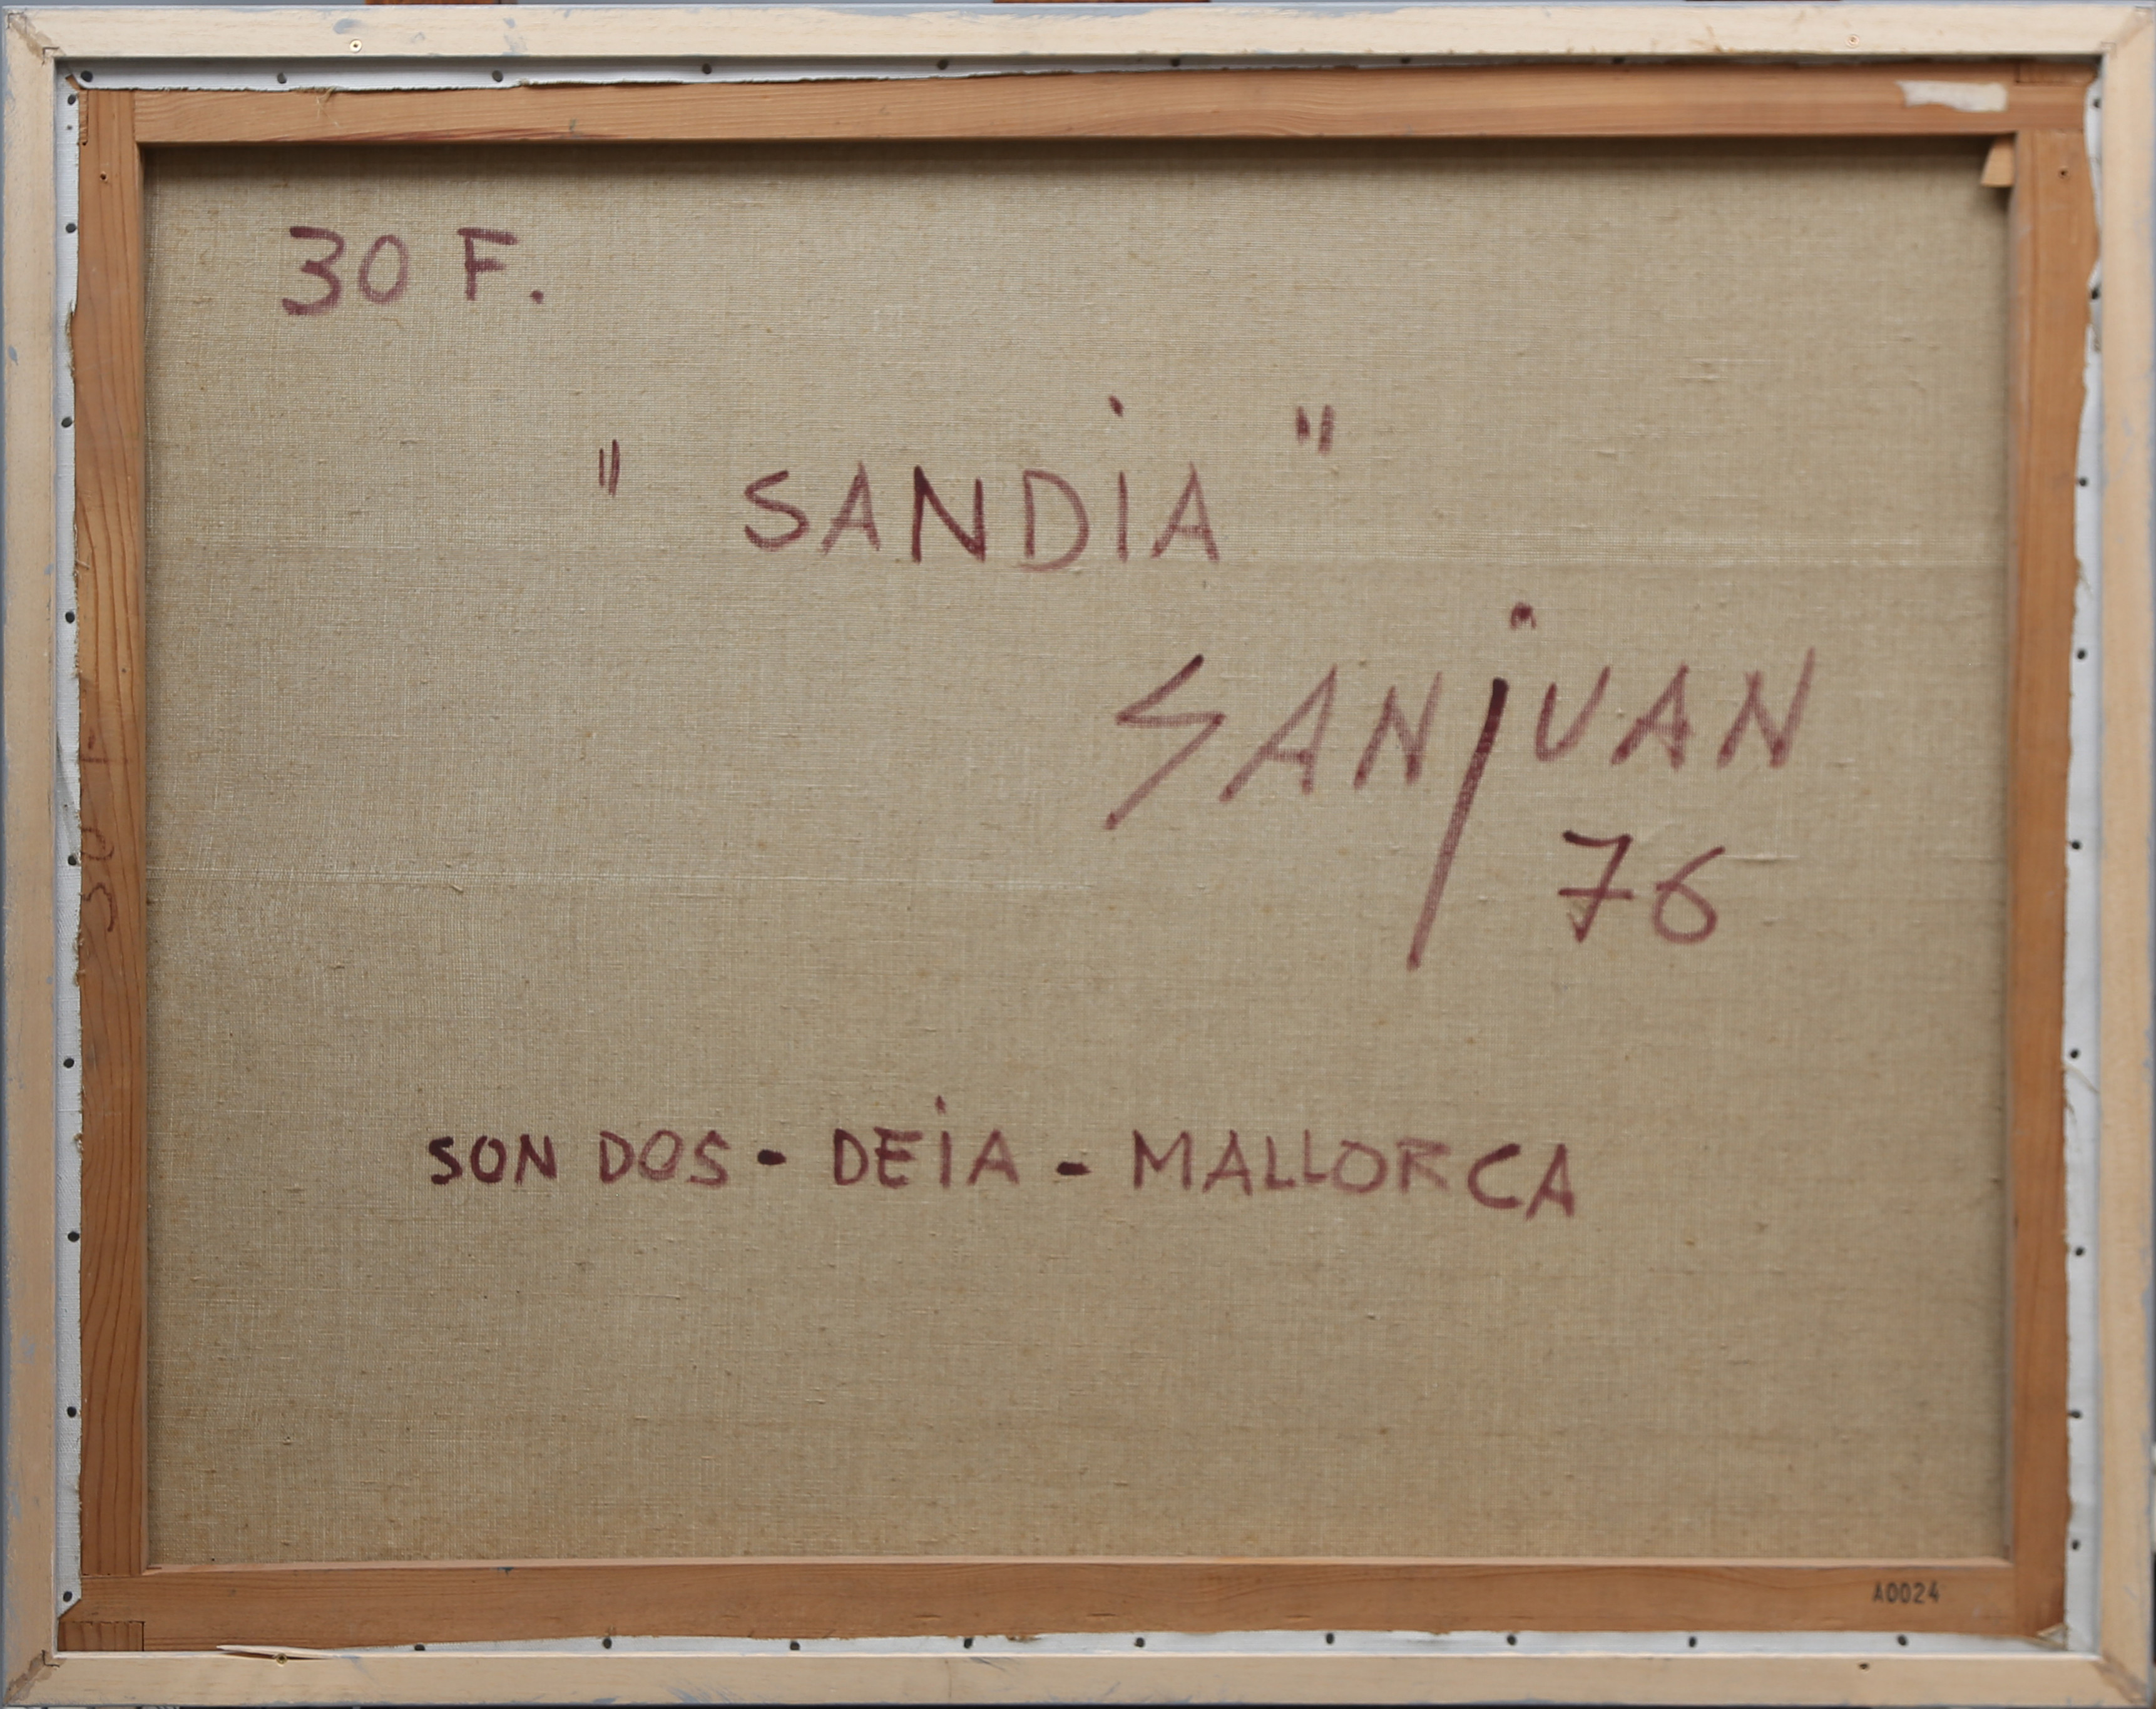 30 F.
" SANDiA "
SANjUAN
76
SON DOS - DEiA - MALLORCA
A0024